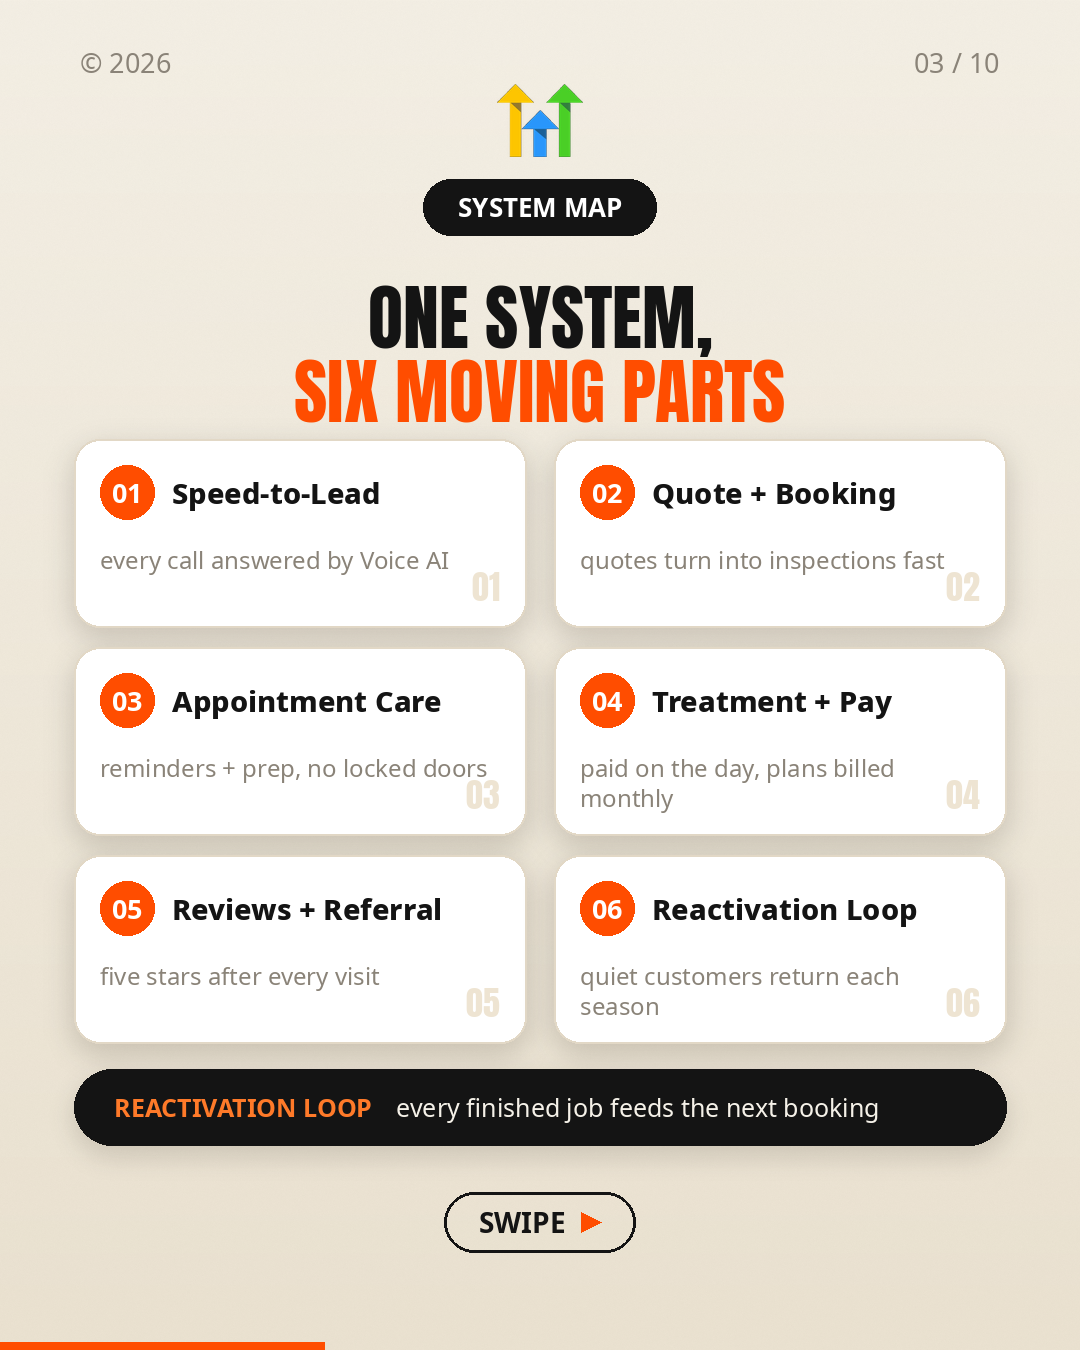 © 2026
03 / 10
SYSTEM MAP
ONE SYSTEM,
SIX MOVING PARTS
01 Speed-to-Lead
every call answered by Voice AI
01
02 Quote + Booking
quotes turn into inspections fast
02
03 Appointment Care
reminders + prep, no locked doors
03
04 Treatment + Pay
paid on the day, plans billed
monthly
04
05 Reviews + Referral
five stars after every visit
05
06 Reactivation Loop
quiet customers return each
season
06
REACTIVATION LOOP every finished job feeds the next booking
SWIPE